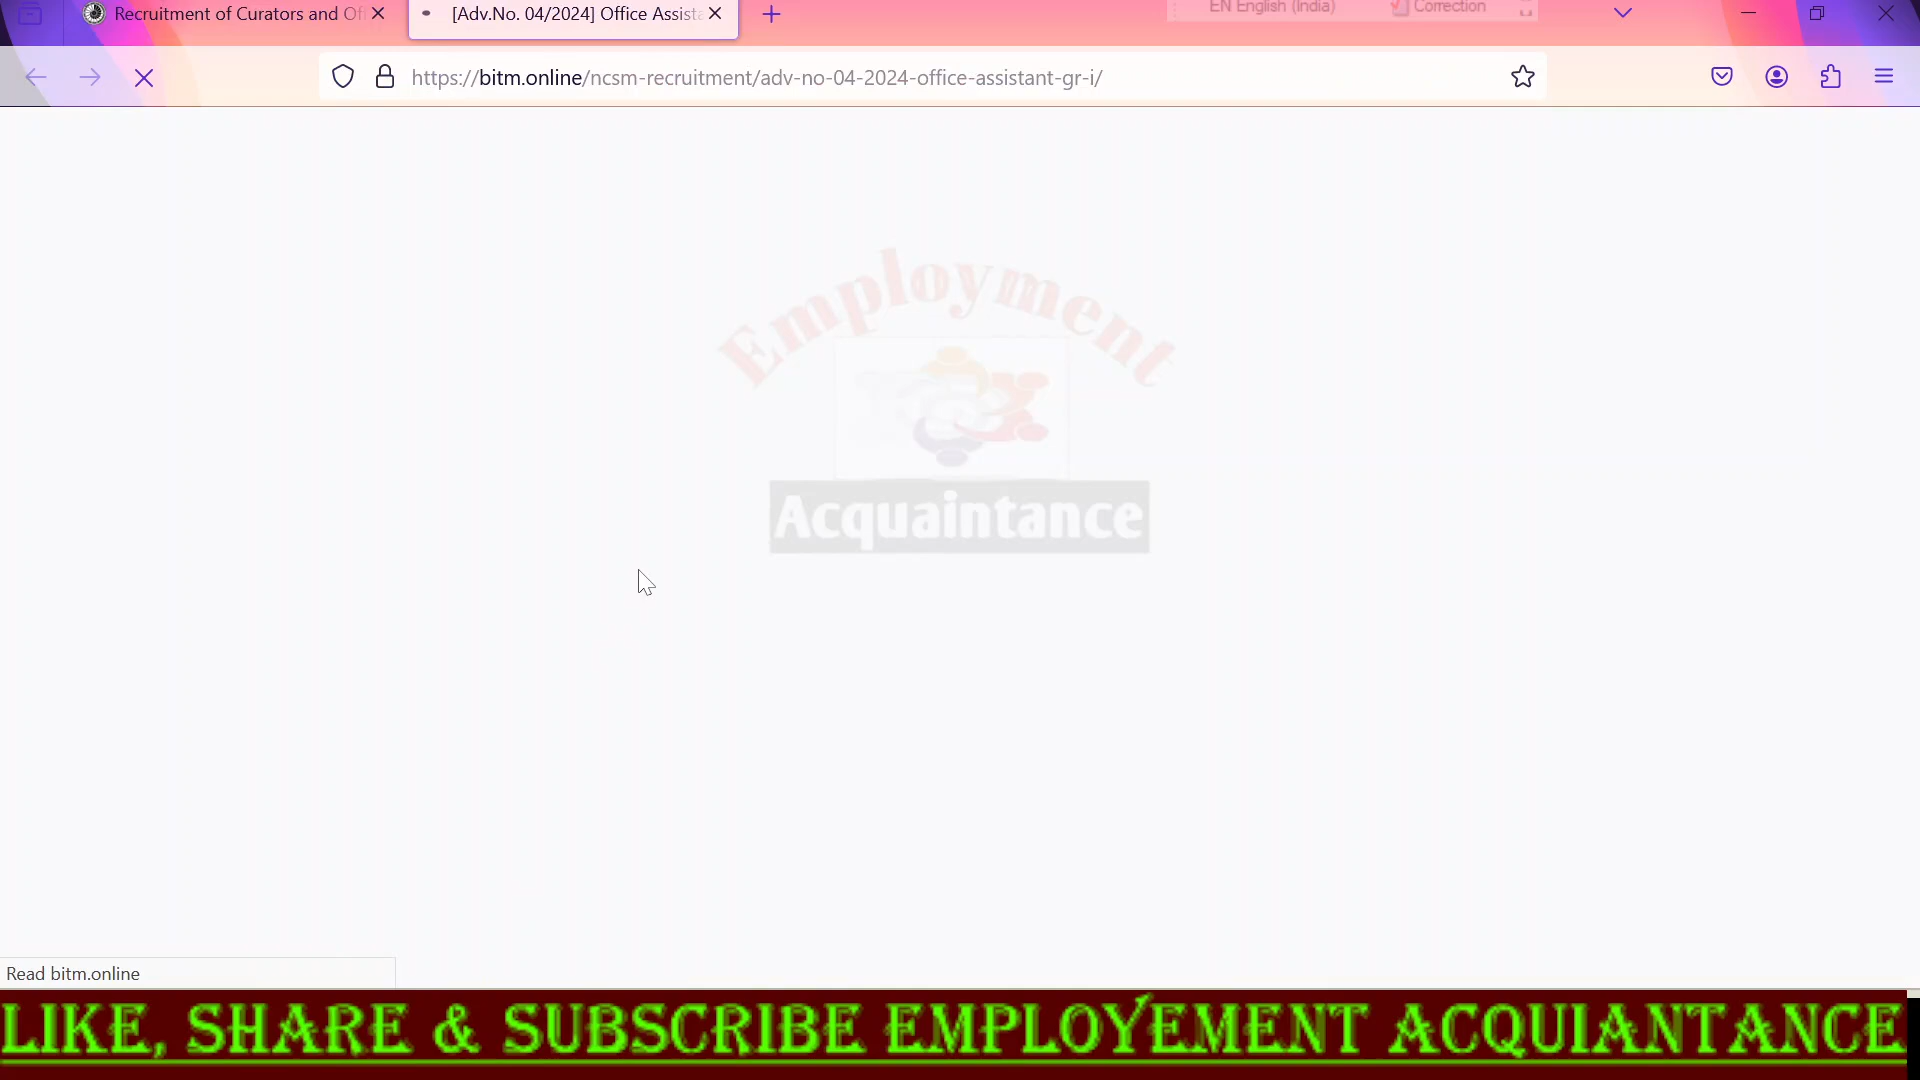 Recruitment of Curators and Of
[Adv.No. 04/2024] Office Assista
EN English (India)
Correction
https://bitm.online/ncsm-recruitment/adv-no-04-2024-office-assistant-gr-i/
Employment
Acquaintance
Read bitm.online
LIKE, SHARE & SUBSCRIBE EMPLOYEMENT ACQUIANTANCE